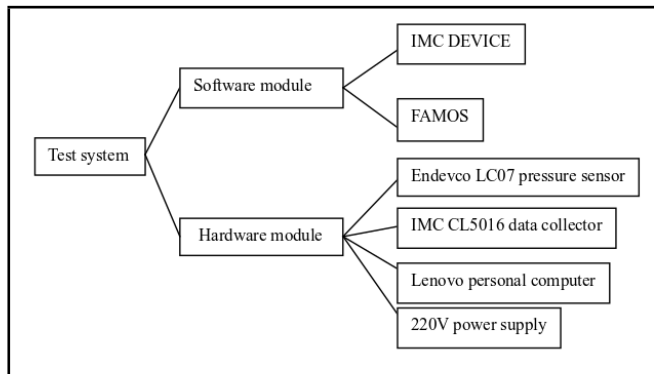 IMC DEVICE
Software module
FAMOS
Test system
Endevco LC07 pressure sensor
IMC CL5016 data collector
Hardware module
Lenovo personal computer
220V power supply